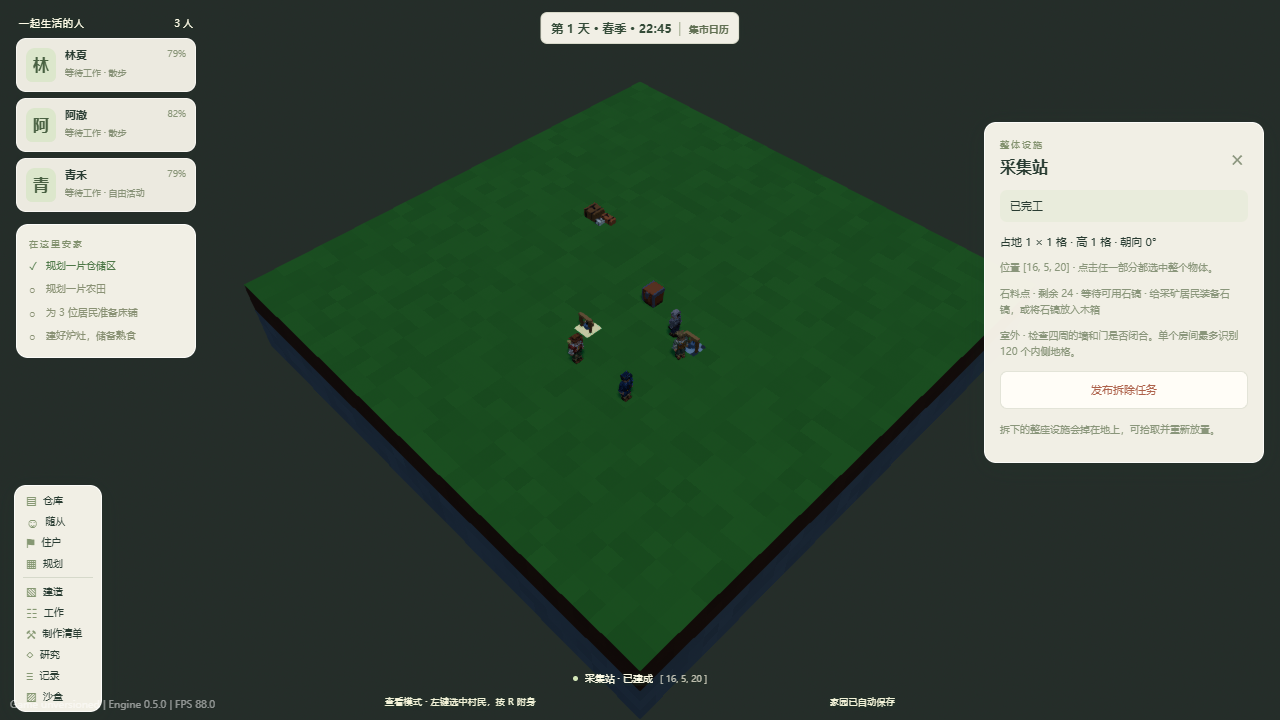 一起生活的人 3 人
林 林夏 79%
等待工作 · 散步
阿 阿澈 82%
等待工作 · 散步
青 青禾 79%
等待工作 · 自由活动
在这里安家
✓ 规划一片仓储区
○ 规划一片农田
○ 为 3 位居民准备床铺
○ 建好炉灶，储备熟食
第 1 天 • 春季 • 22:45 | 集市日历
整体设施
采集站
已完工
占地 1 × 1 格 · 高 1 格 · 朝向 0°
位置 [16, 5, 20] · 点击任一部分都选中整个物体。
石料点 · 剩余 24 · 等待可用石镐 · 给采矿居民装备石
镐，或将石镐放入木箱
室外 · 检查四周的墙和门是否闭合。单个房间最多识别
120 个内侧地格。
发布拆除任务
拆下的整座设施会掉在地上，可拾取并重新放置。
仓库
随从
住户
规划
建造
工作
制作清单
研究
记录
沙盒
| Engine 0.5.0 | FPS 88.0
采集站 · 已建成 [ 16, 5, 20 ]
查看模式 · 左键选中村民，按 R 附身
家园已自动保存